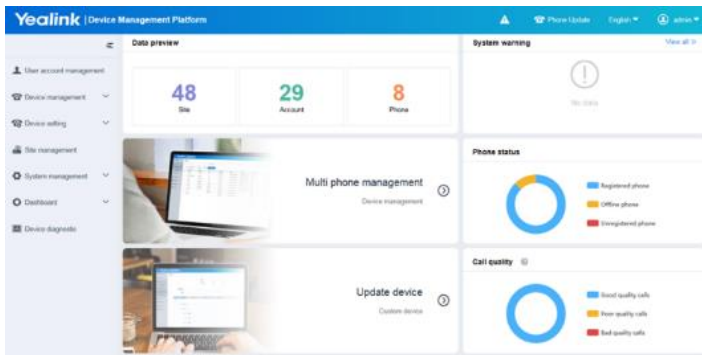 Yealink | Device Management Platform
Phone Update
English
admin
Data preview
System warning
View all
User account management
Device management
Device setting
Site management
System management
Dashboard
Device diagnostic
48
Site
29
Account
8
Phone
No data
Multi phone management
Device management
Phone status
Registered phone
Offline phone
Unregistered phone
Update device
Custom device
Call quality
Good quality calls
Poor quality calls
Bad quality calls